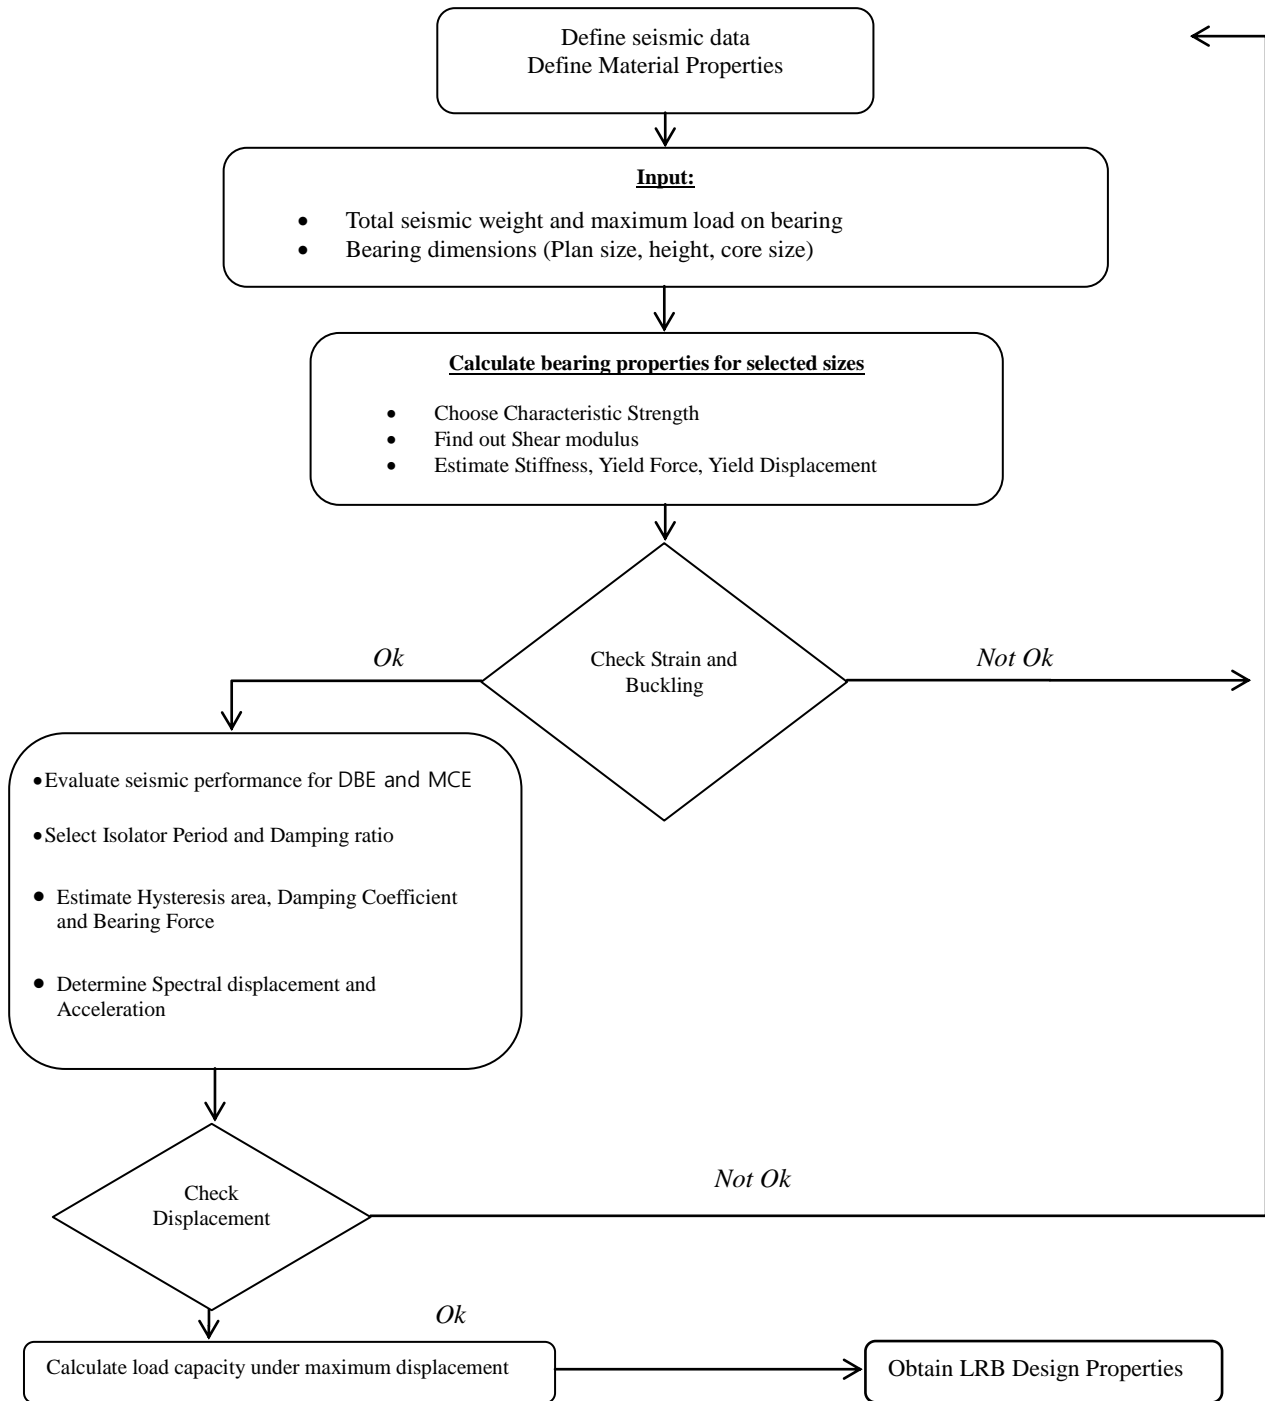 Define seismic data
Define Material Properties
Input:
• Total seismic weight and maximum load on bearing
• Bearing dimensions (Plan size, height, core size)
Calculate bearing properties for selected sizes
• Choose Characteristic Strength
• Find out Shear modulus
• Estimate Stiffness, Yield Force, Yield Displacement
Ok
Check Strain and
Buckling
Not Ok
•Evaluate seismic performance for DBE and MCE
•Select Isolator Period and Damping ratio
• Estimate Hysteresis area, Damping Coefficient
and Bearing Force
• Determine Spectral displacement and
Acceleration
Check
Displacement
Not Ok
Ok
Calculate load capacity under maximum displacement
Obtain LRB Design Properties